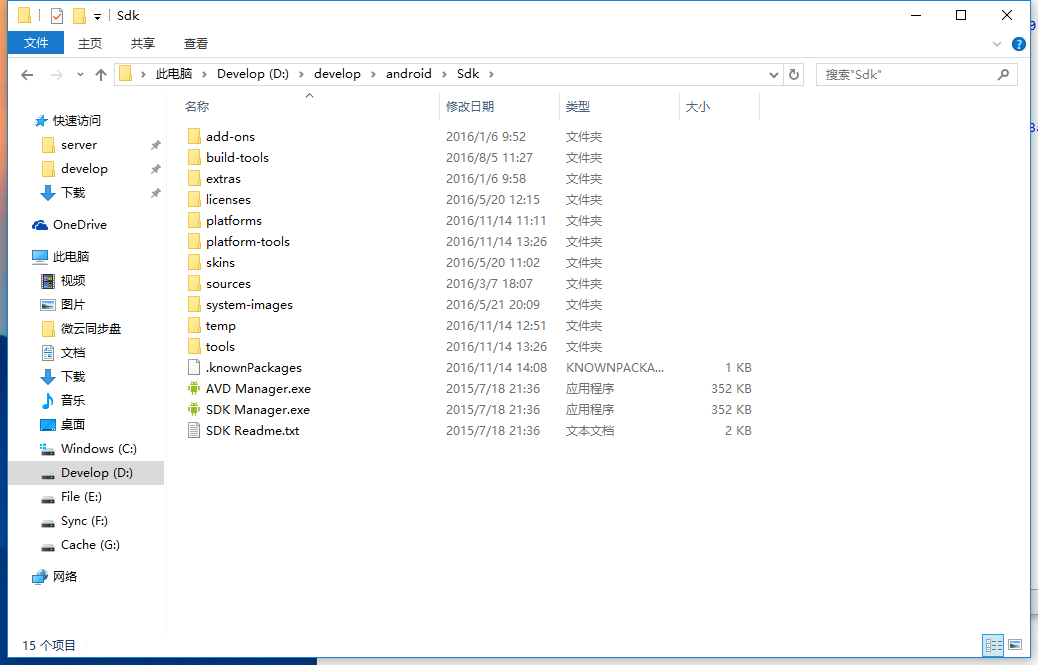 Sdk
文件 主页 共享 查看
此电脑 Develop (D:) develop android Sdk 搜索"Sdk"
名称 修改日期 类型 大小
快速访问
server
develop
下载
OneDrive
此电脑
视频
图片
微云同步盘
文档
下载
音乐
桌面
Windows (C:)
Develop (D:)
File (E:)
Sync (F:)
Cache (G:)
网络
add-ons 2016/1/6 9:52 文件夹
build-tools 2016/8/5 11:27 文件夹
extras 2016/1/6 9:58 文件夹
licenses 2016/5/20 12:15 文件夹
platforms 2016/11/14 11:11 文件夹
platform-tools 2016/11/14 13:26 文件夹
skins 2016/5/20 11:02 文件夹
sources 2016/3/7 18:07 文件夹
system-images 2016/5/21 20:09 文件夹
temp 2016/11/14 12:51 文件夹
tools 2016/11/14 13:26 文件夹
.knownPackages 2016/11/14 14:08 KNOWNPACKA... 1 KB
AVD Manager.exe 2015/7/18 21:36 应用程序 352 KB
SDK Manager.exe 2015/7/18 21:36 应用程序 352 KB
SDK Readme.txt 2015/7/18 21:36 文本文档 2 KB
15 个项目